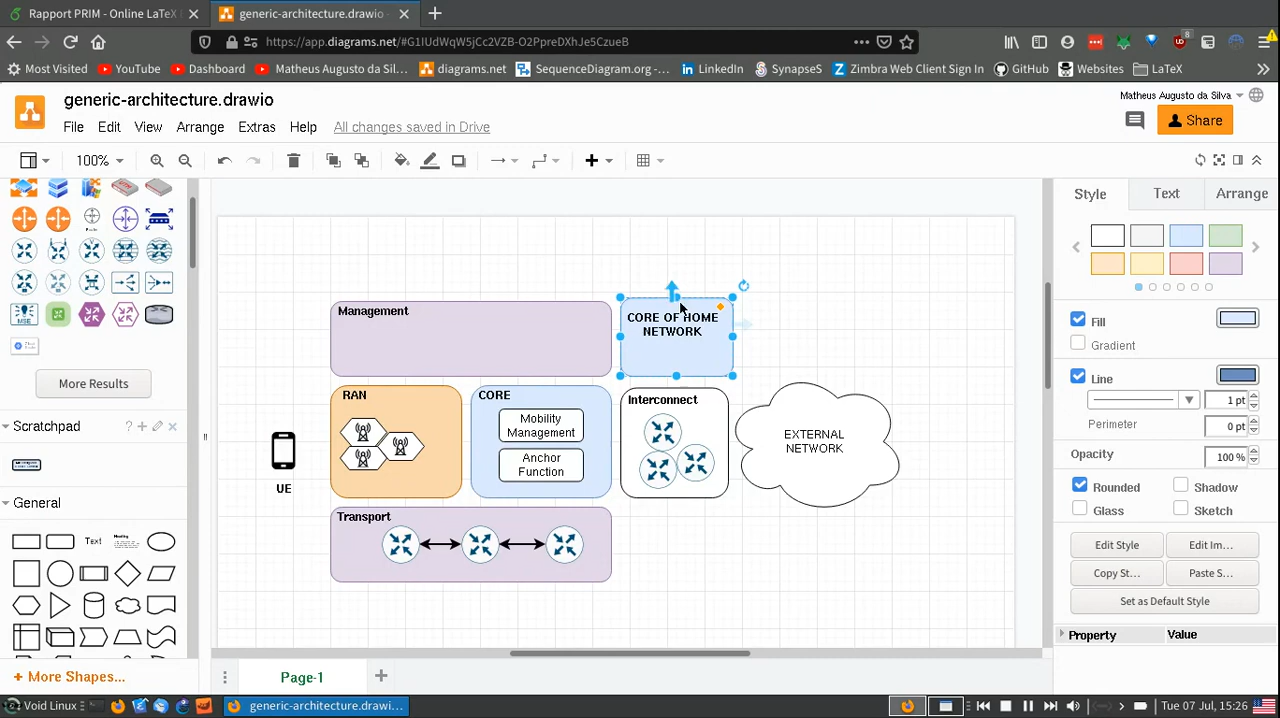 Rapport PRIM - Online LaTeX
generic-architecture.drawio
https://app.diagrams.net/#G1IUdWqW5jCc2VZB-O2PpreDXhJe5CzueB
8
Most Visited
YouTube
Dashboard
Matheus Augusto da Silv...
diagrams.net
SequenceDiagram.org -...
LinkedIn
SynapseS
Zimbra Web Client Sign In
GitHub
Websites
LaTeX
generic-architecture.drawio
Matheus Augusto da Silva
File Edit View Arrange Extras Help All changes saved in Drive
Share
100%
Style Text Arrange
MSE
More Results
Scratchpad
?
General
Text
Heading
More Shapes...
Management
CORE OF HOME
NETWORK
RAN
CORE
Mobility
Management
Anchor
Function
Interconnect
EXTERNAL
NETWORK
UE
Transport
Fill
Gradient
Line
1 pt
Perimeter
0 pt
Opacity
100 %
Rounded
Shadow
Glass
Sketch
Edit Style
Edit Im...
Copy St...
Paste S...
Set as Default Style
Property
Value
Page-1
Void Linux
generic-architecture.drawi...
Tue 07 Jul, 15:26